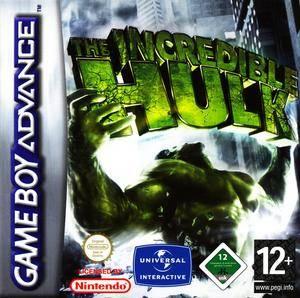 GAME BOY ADVANCE
THE INCREDIBLE
HULK
LICENSED BY
Nintendo
UNIVERSAL
INTERACTIVE
12
12+
www.pegi.info